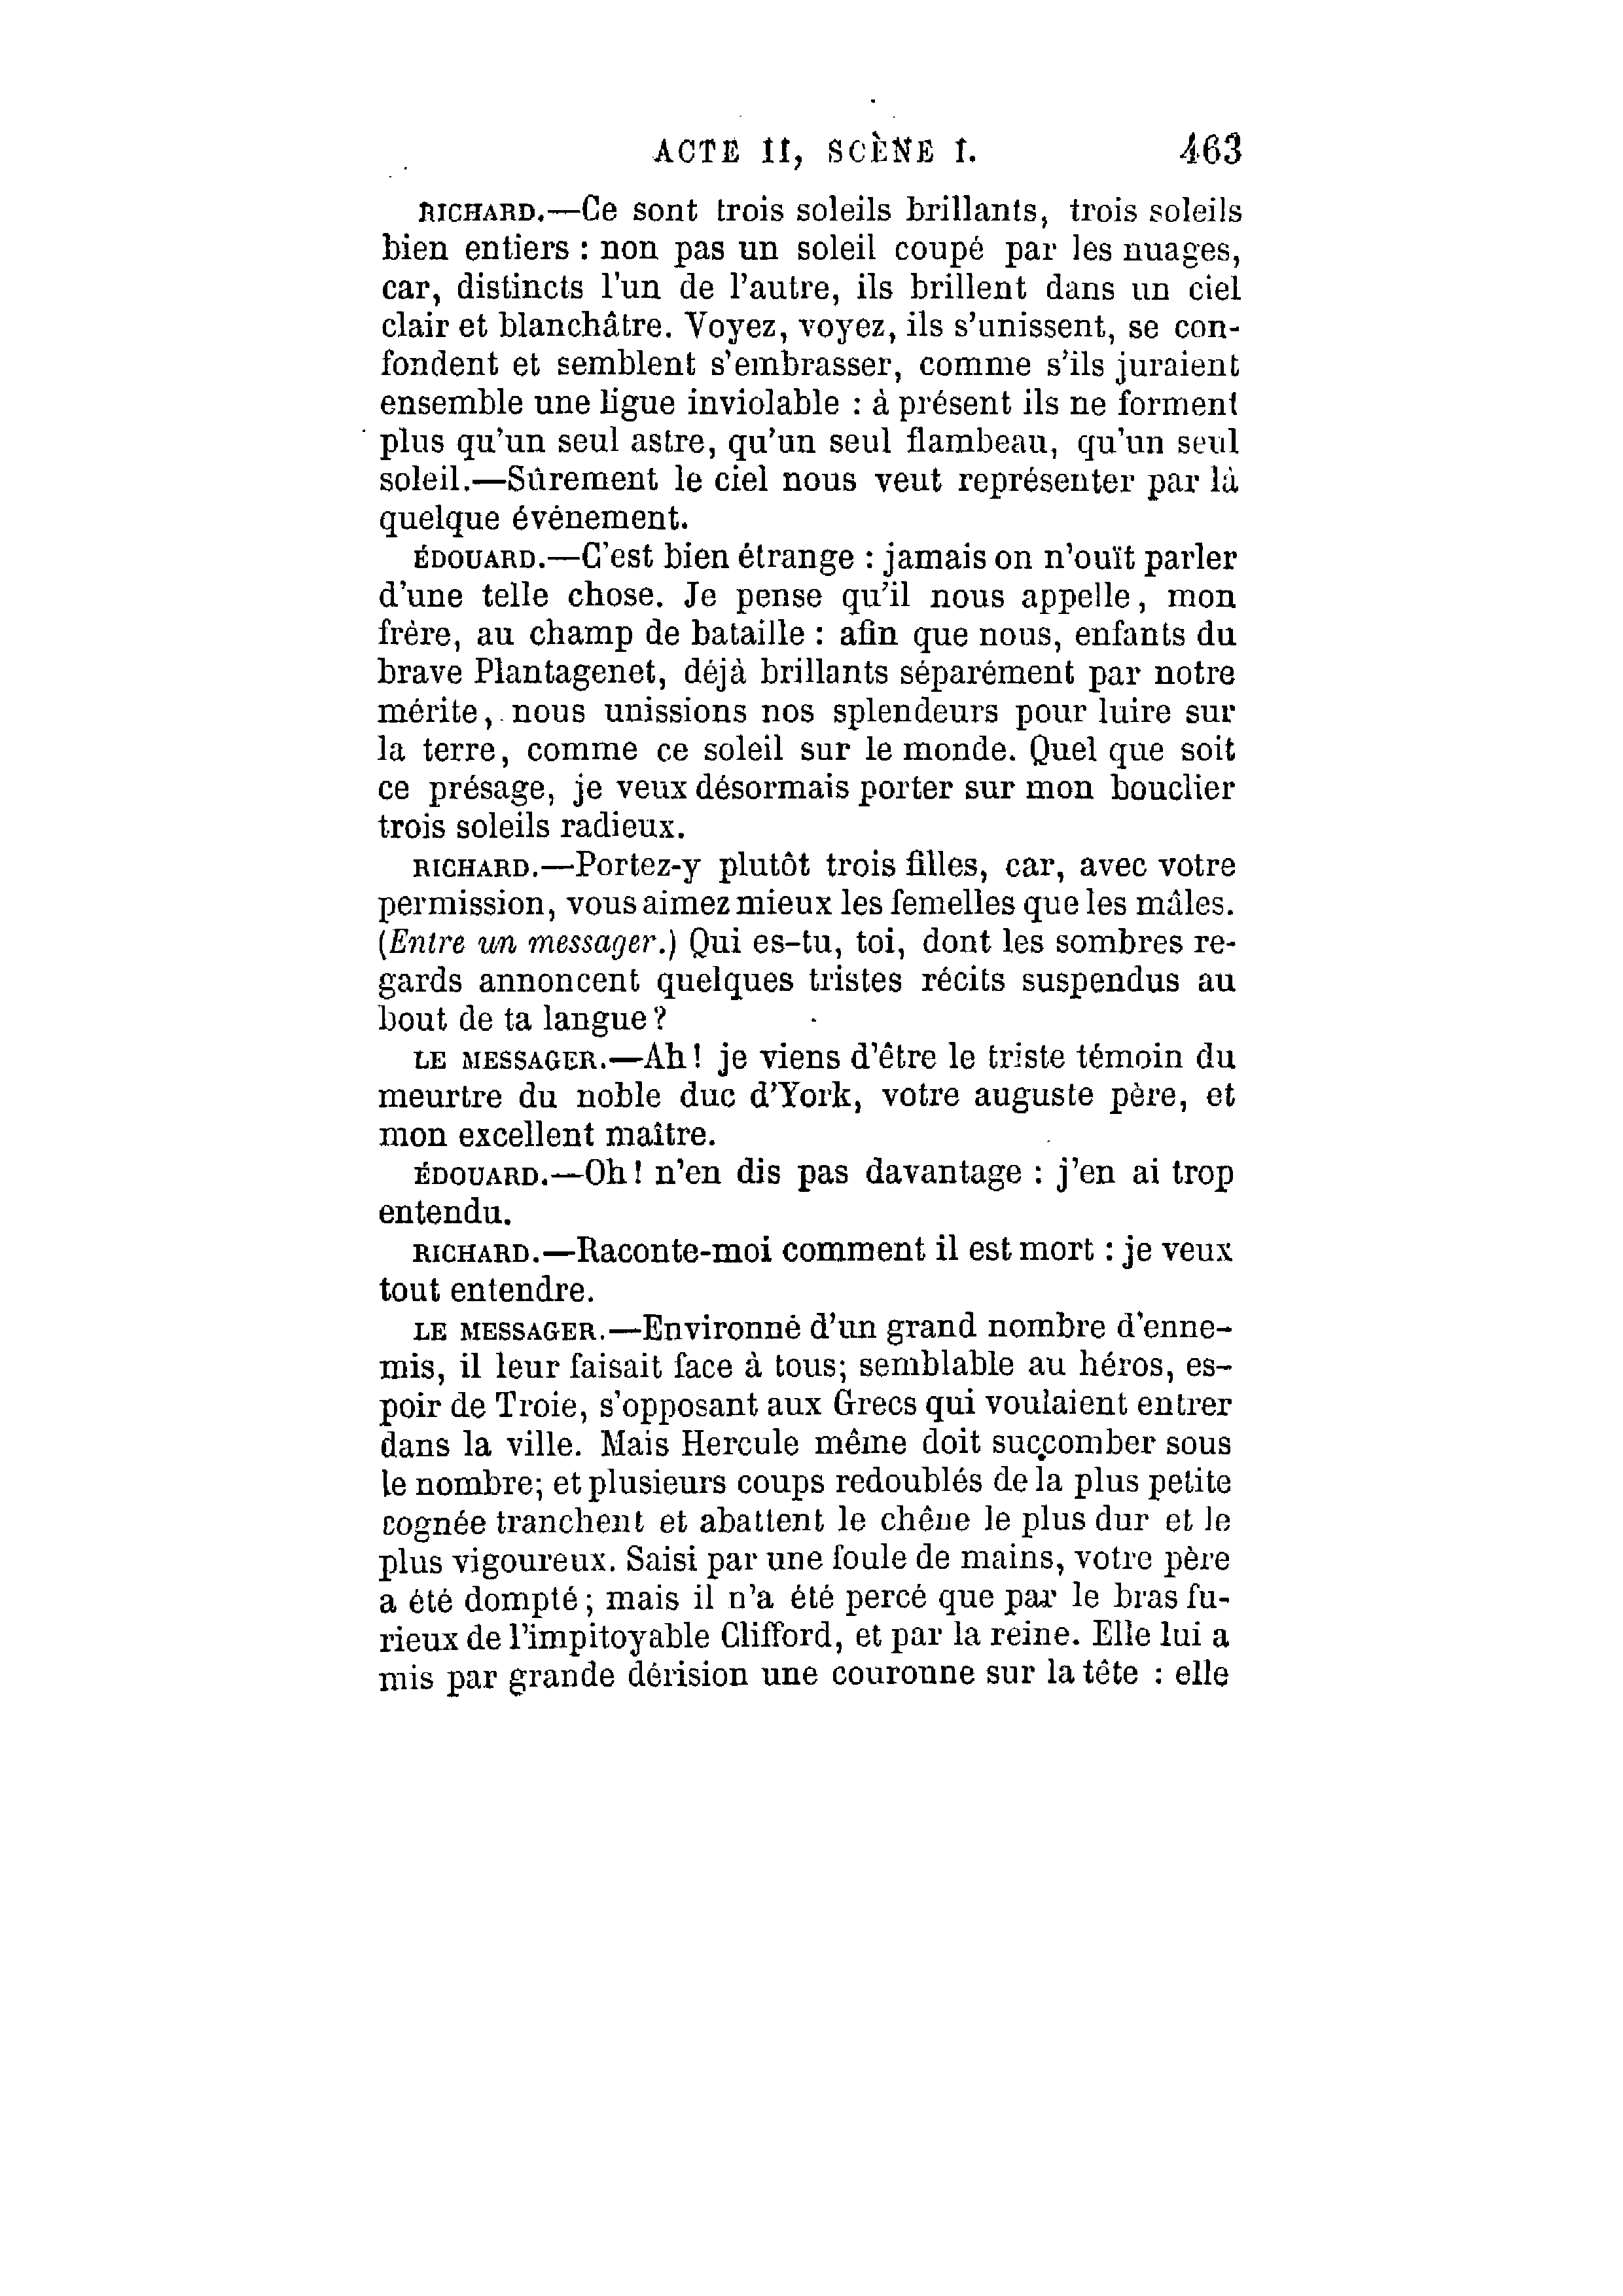 ACTE II, SCÈNE I. 463
RICHARD.—Ce sont trois soleils brillants, trois soleils
bien entiers : non pas un soleil coupé par les nuages,
car, distincts l'un de l'autre, ils brillent dans un ciel
clair et blanchâtre. Voyez, voyez, ils s'unissent, se con-
fondent et semblent s'embrasser, comme s'ils juraient
ensemble une ligue inviolable : à présent ils ne forment
plus qu'un seul astre, qu'un seul flambeau, qu'un seul
soleil.—Sûrement le ciel nous veut représenter par là
quelque événement.
ÉDOUARD.—C'est bien étrange : jamais on n'ouït parler
d'une telle chose. Je pense qu'il nous appelle, mon
frère, au champ de bataille : afin que nous, enfants du
brave Plantagenet, déjà brillants séparément par notre
mérite, nous unissions nos splendeurs pour luire sur
la terre, comme ce soleil sur le monde. Quel que soit
ce présage, je veux désormais porter sur mon bouclier
trois soleils radieux.
RICHARD.—Portez-y plutôt trois filles, car, avec votre
permission, vous aimez mieux les femelles que les mâles.
(Entre un messager.) Qui es-tu, toi, dont les sombres re-
gards annoncent quelques tristes récits suspendus au
bout de ta langue ?
LE MESSAGER.—Ah ! je viens d'être le triste témoin du
meurtre du noble duc d'York, votre auguste père, et
mon excellent maître.
ÉDOUARD.—Oh ! n'en dis pas davantage : j'en ai trop
entendu.
RICHARD.—Raconte-moi comment il est mort : je veux
tout entendre.
LE MESSAGER.—Environné d'un grand nombre d'enne-
mis, il leur faisait face à tous; semblable au héros, es-
poir de Troie, s'opposant aux Grecs qui voulaient entrer
dans la ville. Mais Hercule même doit succomber sous
le nombre; et plusieurs coups redoublés de la plus petite
cognée tranchent et abattent le chêne le plus dur et le
plus vigoureux. Saisi par une foule de mains, votre père
a été dompté ; mais il n'a été percé que par le bras fu-
rieux de l'impitoyable Clifford, et par la reine. Elle lui a
mis par grande dérision une couronne sur la tête : elle